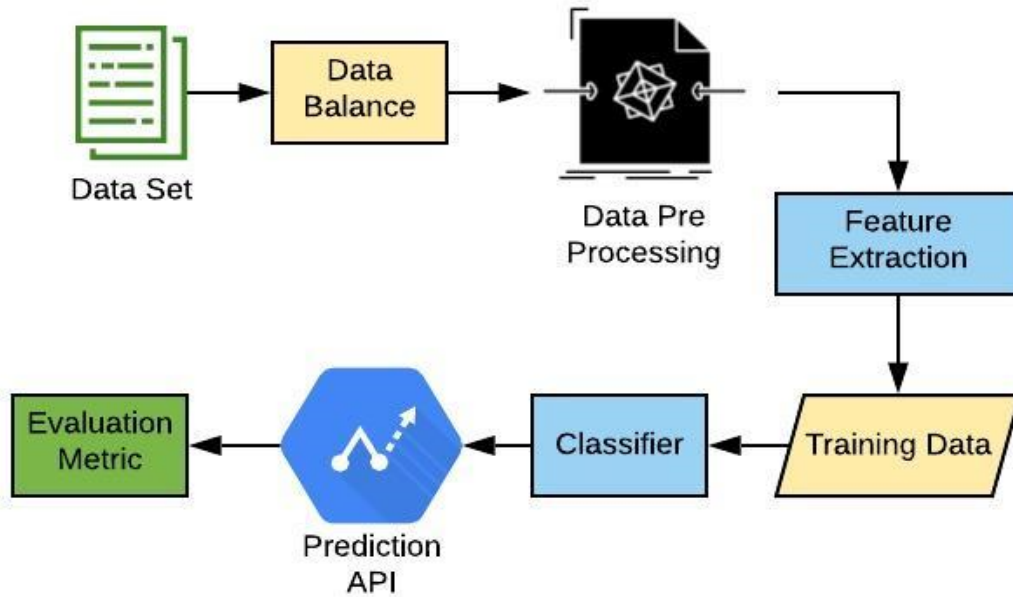 Data Set
Data
Balance
Data Pre
Processing
Feature
Extraction
Training Data
Classifier
Prediction
API
Evaluation
Metric